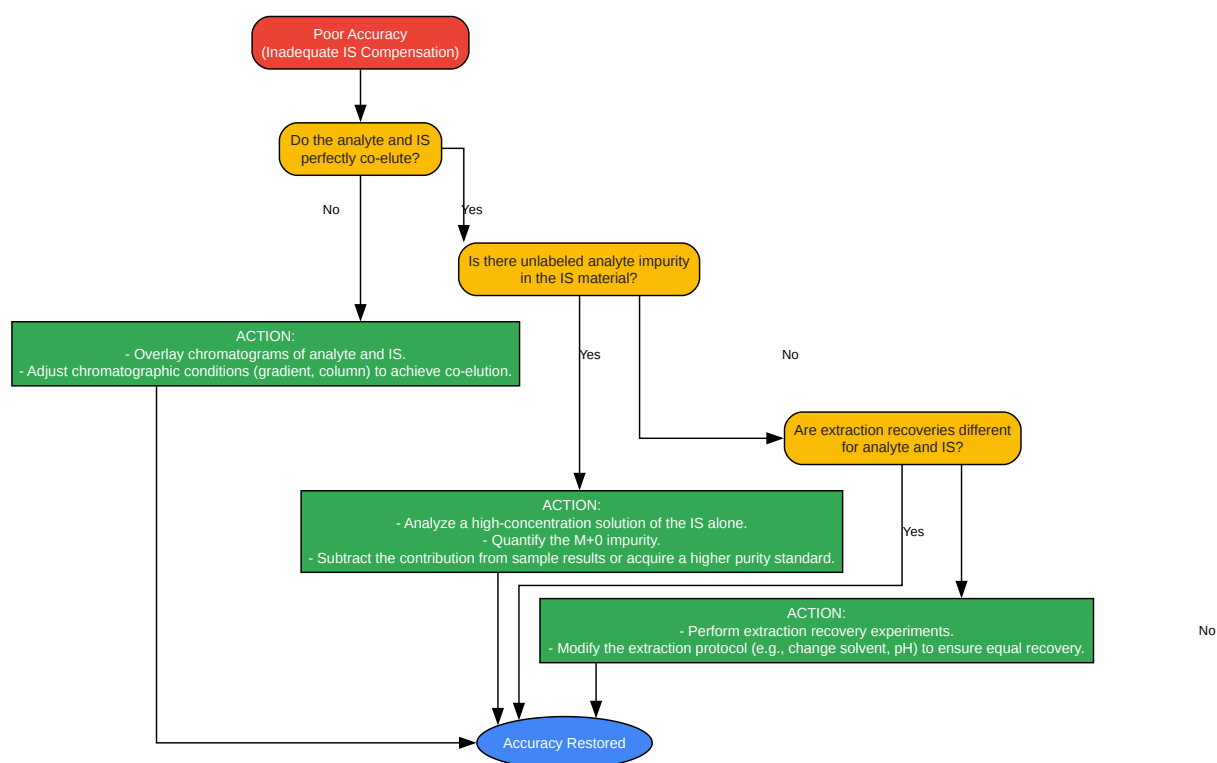 Poor Accuracy
(Inadequate IS Compensation)
Do the analyte and IS
perfectly co-elute?
No
Yes
Is there unlabeled analyte impurity
in the IS material?
ACTION:
- Overlay chromatograms of analyte and IS.
- Adjust chromatographic conditions (gradient, column) to achieve co-elution.
Yes
No
Are extraction recoveries different
for analyte and IS?
ACTION:
- Analyze a high-concentration solution of the IS alone.
- Quantify the M+0 impurity.
- Subtract the contribution from sample results or acquire a higher purity standard.
Yes
ACTION:
- Perform extraction recovery experiments.
- Modify the extraction protocol (e.g., change solvent, pH) to ensure equal recovery.
No
Accuracy Restored